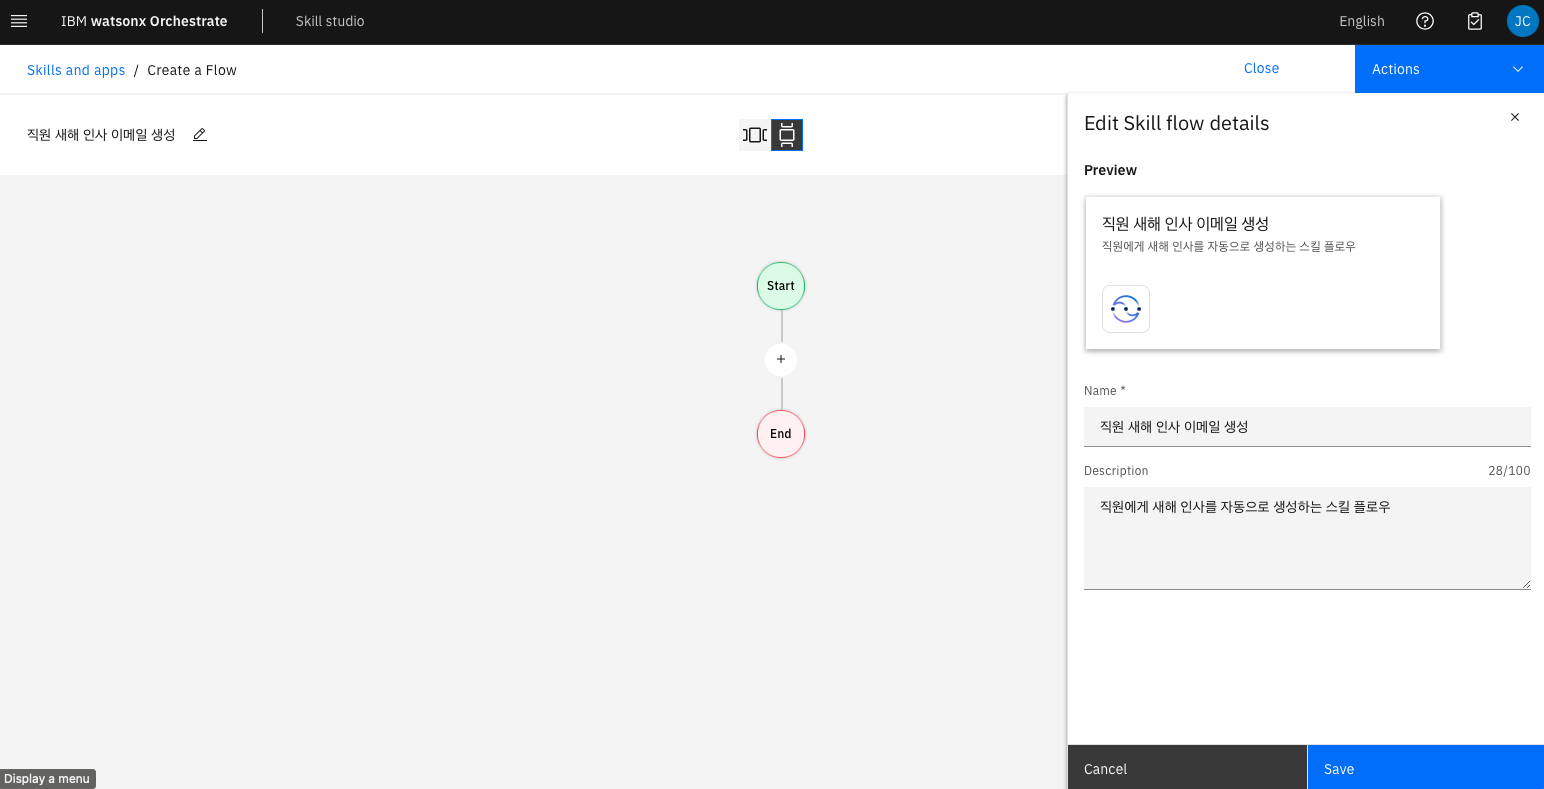 IBM watsonx Orchestrate
Skill studio
English
JC
Skills and apps / Create a Flow
Close
Actions
직원 새해 인사 이메일 생성
Start
+
End
Edit Skill flow details
Preview
직원 새해 인사 이메일 생성
직원에게 새해 인사를 자동으로 생성하는 스킬 플로우
Name *
직원 새해 인사 이메일 생성
Description 28/100
직원에게 새해 인사를 자동으로 생성하는 스킬 플로우
Display a menu
Cancel
Save